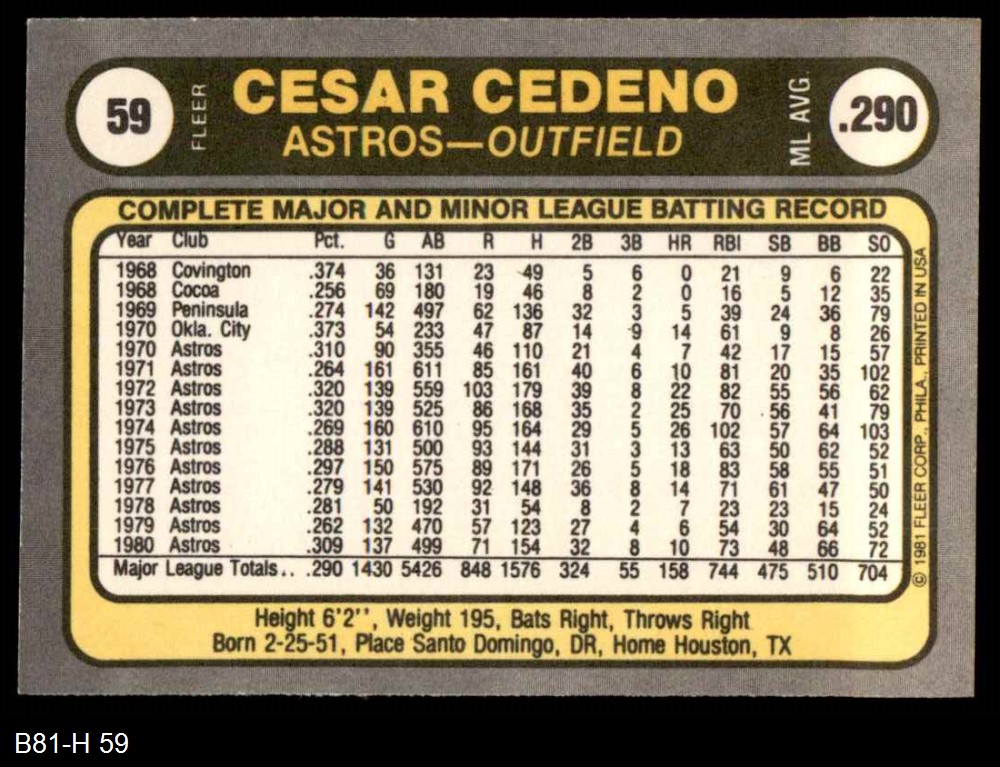 59 FLEER CESAR CEDENO ML AVG .290
ASTROS—OUTFIELD
COMPLETE MAJOR AND MINOR LEAGUE BATTING RECORD
Year Club Pct. G AB R H 2B 3B HR RBI SB BB SO
1968 Covington .374 36 131 23 49 5 6 0 21 9 6 22
1968 Cocoa .256 69 180 19 46 8 2 0 16 5 12 35
1969 Peninsula .274 142 497 62 136 32 3 5 39 24 36 79
1970 Okla. City .373 54 233 47 87 14 9 14 61 9 8 26
1970 Astros .310 90 355 46 110 21 4 7 42 17 15 57
1971 Astros .264 161 611 85 161 40 6 10 81 20 35 102
1972 Astros .320 139 559 103 179 39 8 22 82 55 56 62
1973 Astros .320 139 525 86 168 35 2 25 70 56 41 79
1974 Astros .269 160 610 95 164 29 5 26 102 57 64 103
1975 Astros .288 131 500 93 144 31 3 13 63 50 62 52
1976 Astros .297 150 575 89 171 26 5 18 83 58 55 51
1977 Astros .279 141 530 92 148 36 8 14 71 61 47 50
1978 Astros .281 50 192 31 54 8 2 7 23 23 15 24
1979 Astros .262 132 470 57 123 27 4 6 54 30 64 52
1980 Astros .309 137 499 71 154 32 8 10 73 48 66 72
Major League Totals.. .290 1430 5426 848 1576 324 55 158 744 475 510 704
© 1981 FLEER CORP., PHILA., PRINTED IN USA
Height 6'2'', Weight 195, Bats Right, Throws Right
Born 2-25-51, Place Santo Domingo, DR, Home Houston, TX
B81-H 59